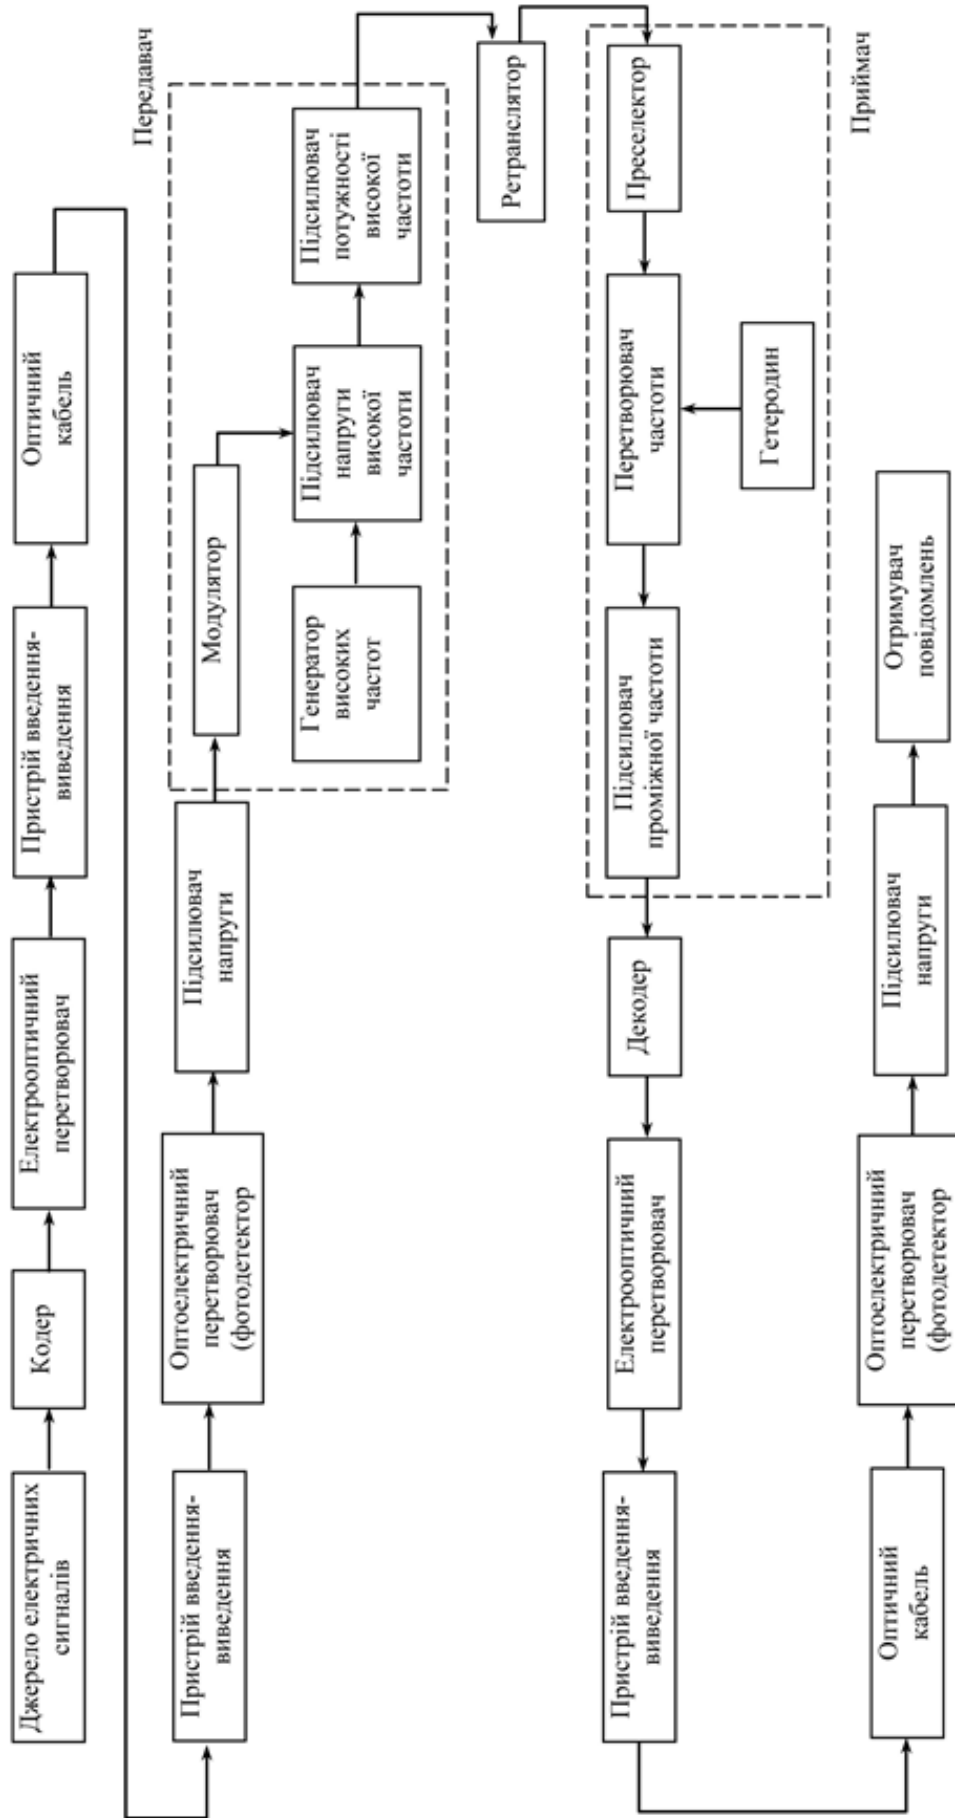 Джерело електричних
сигналів
Кодер
Електрооптичний
перетворювач
Пристрій введення-
виведення
Оптичний
кабель
Пристрій введення-
виведення
Оптоелектричний
перетворювач
(фотодетектор
Підсилювач
напруги
Передавач
Модулятор
Генератор
високих
частот
Підсилювач
напруги
високої
частоти
Підсилювач
потужності
високої
частоти
Ретранслятор
Приймач
Преселектор
Перетворювач
частоти
Гетеродин
Підсилювач
проміжної частоти
Декодер
Електрооптичний
перетворювач
Пристрій введення-
виведення
Оптичний
кабель
Оптоелектричний
перетворювач
(фотодетектор
Підсилювач
напруги
Отримувач
повідомлень